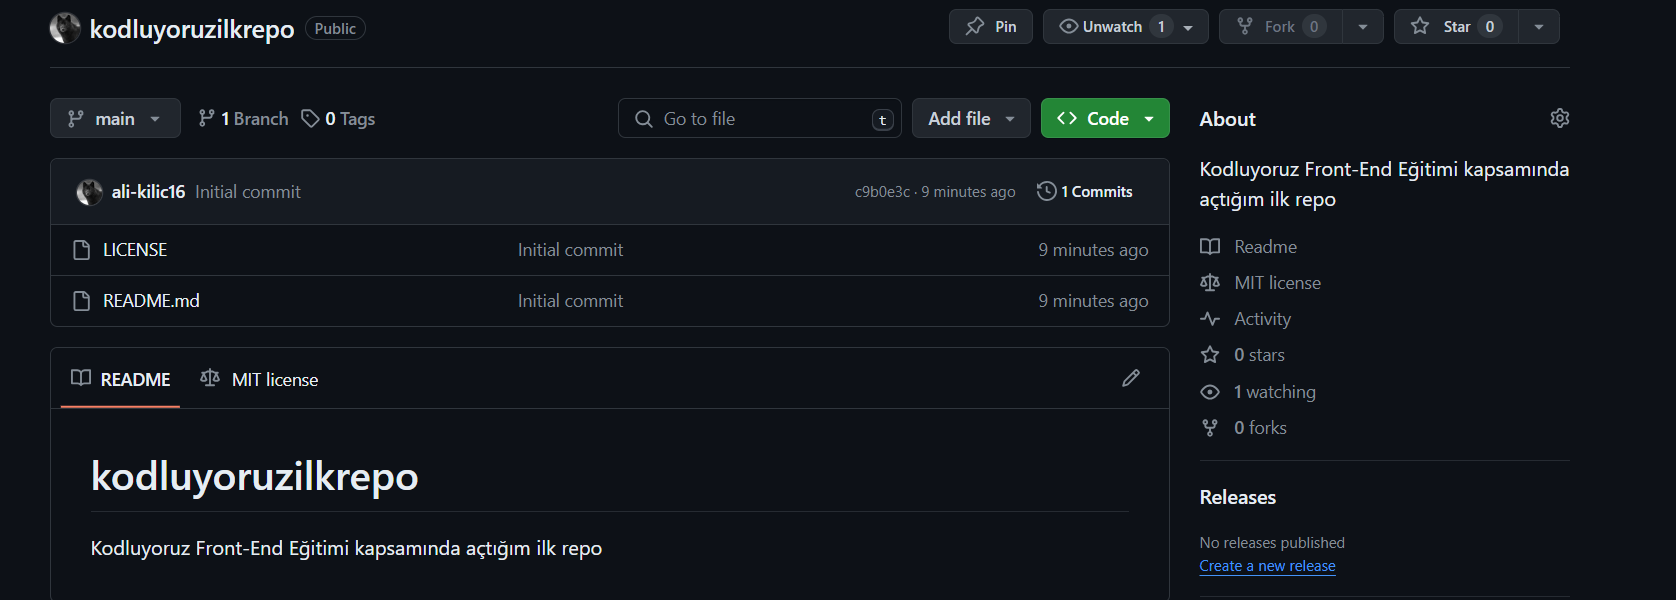 kodluyoruzilkrepo Public Pin Unwatch 1 Fork 0 Star 0
main 1 Branch 0 Tags Go to file t Add file Code
ali-kilic16 Initial commit c9b0e3c · 9 minutes ago 1 Commits
LICENSE Initial commit 9 minutes ago
README.md Initial commit 9 minutes ago
README MIT license
kodluyoruzilkrepo
Kodluyoruz Front-End Eğitimi kapsamında açtığım ilk repo
About
Kodluyoruz Front-End Eğitimi kapsamında
açtığım ilk repo
Readme
MIT license
Activity
0 stars
1 watching
0 forks
Releases
No releases published
Create a new release